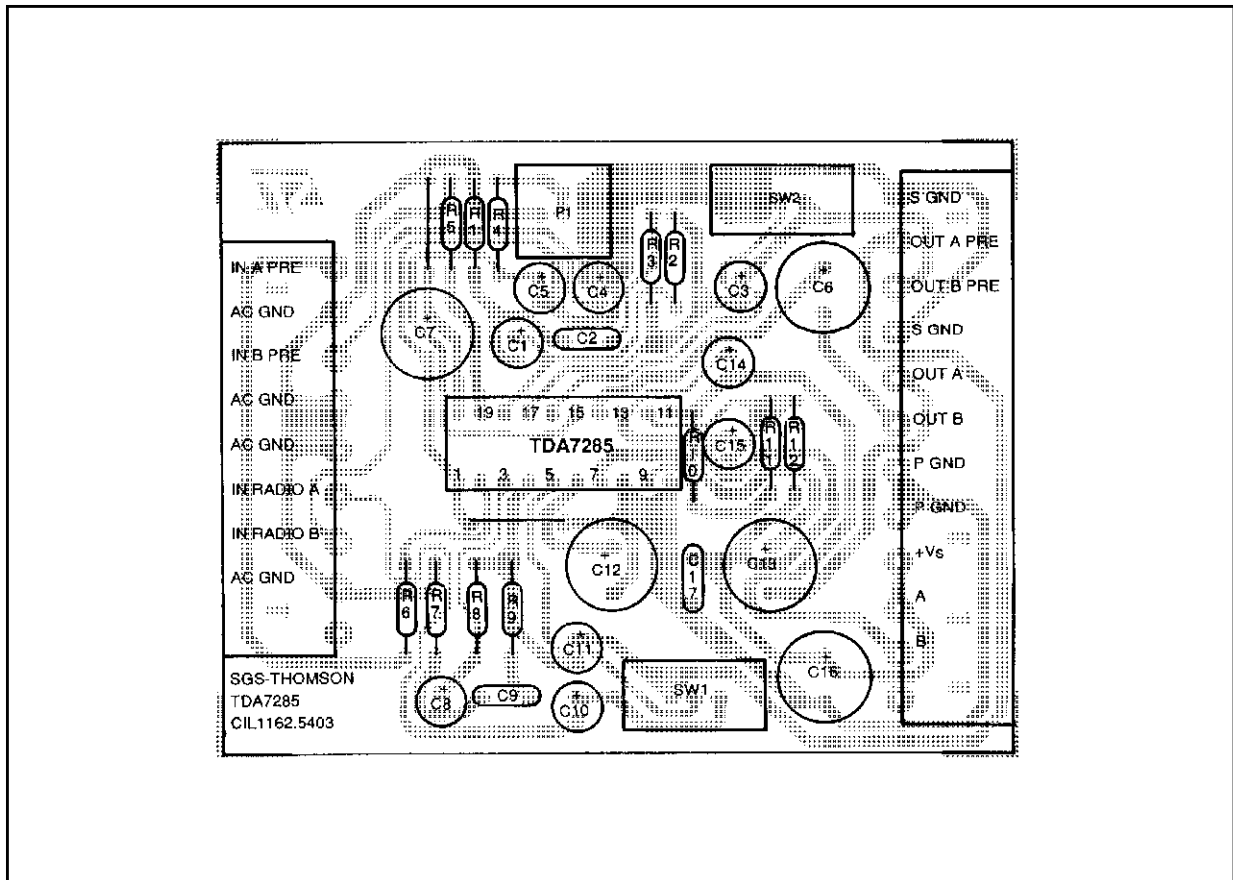 P1
SW2
R5
R1
R4
R3
R2
C5
C4
C3
C6
C7
C1
C2
C14
IN A PRE
AC GND
IN B PRE
AC GND
AC GND
IN RADIO A
IN RADIO B
AC GND
S GND
OUT A PRE
OUT B PRE
S GND
OUT A
OUT B
P GND
P GND
+Vs
A
B
19 17 15 13 11
TDA7285
1 3 5 7 9
R10
C15
R11
R12
C12
C17
C13
R6
R7
R8
R9
C11
C8
C9
C10
SW1
C16
SGS-THOMSON
TDA7285
CIL1162.5403